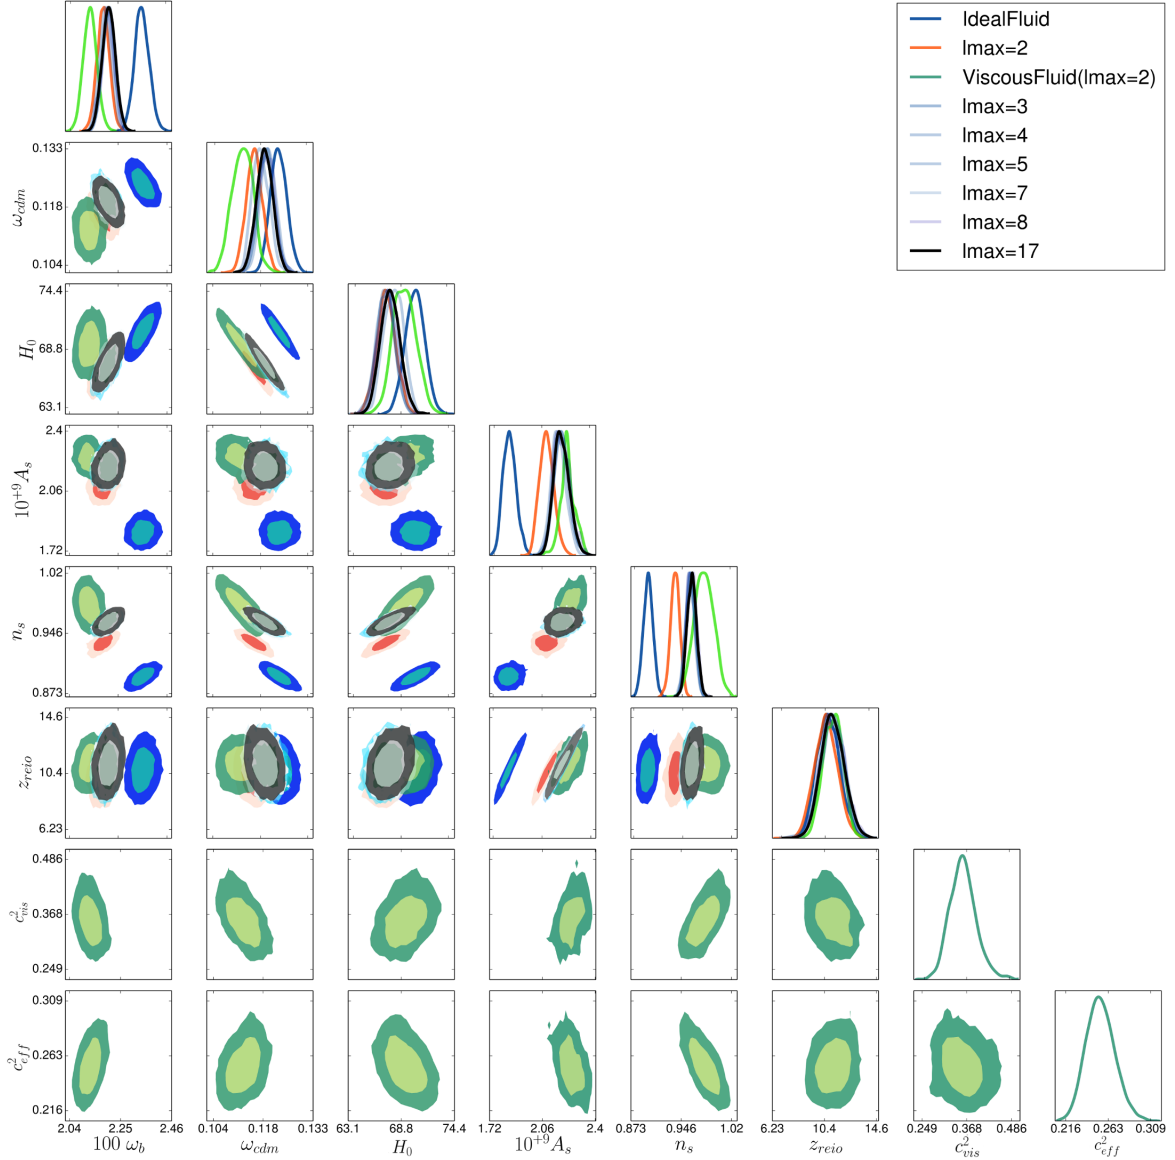 IdealFluid
lmax=2
ViscousFluid(lmax=2)
lmax=3
lmax=4
lmax=5
lmax=7
lmax=8
lmax=17
0.133
0.118
0.104
ω_cdm
74.4
68.8
63.1
H_0
2.4
2.06
1.72
10^{+9}A_s
1.02
0.946
0.873
n_s
14.6
10.4
6.23
z_reio
0.486
0.368
0.249
c^2_vis
0.309
0.263
0.216
c^2_eff
2.04 2.25 2.46 0.104 0.118 0.133 63.1 68.8 74.4 1.72 2.06 2.4 0.873 0.946 1.02 6.23 10.4 14.6 0.249 0.368 0.486 0.216 0.263 0.309
100 ω_b ω_cdm H_0 10^{+9}A_s n_s z_reio c^2_vis c^2_eff